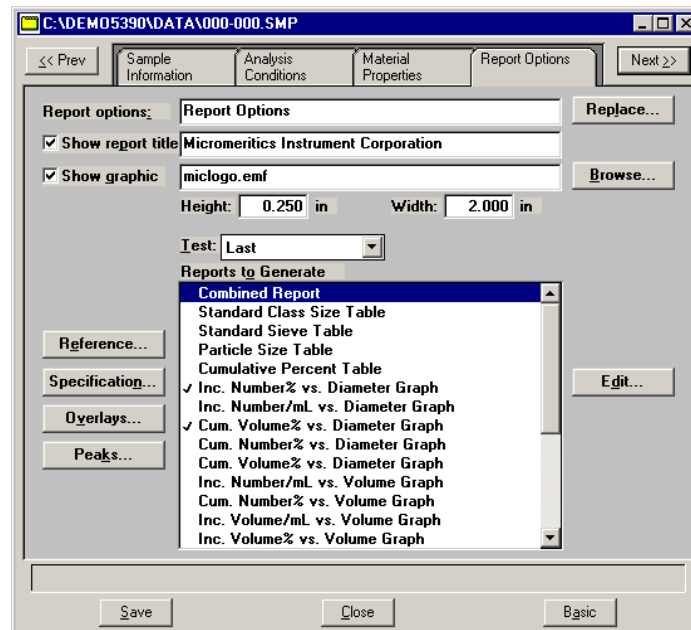 C:\DEMO5390\DATA\000-000.SMP
<< Prev
Sample Information
Analysis Conditions
Material Properties
Report Options
Next >>
Report options:
Report Options
Replace...
Show report title
Micromeritics Instrument Corporation
Show graphic
miclogo.emf
Browse...
Height: 0.250 in Width: 2.000 in
Test: Last
Reports to Generate
Combined Report
Standard Class Size Table
Standard Sieve Table
Particle Size Table
Cumulative Percent Table
Inc. Number% vs. Diameter Graph
Inc. Number/mL vs. Diameter Graph
Cum. Volume% vs. Diameter Graph
Cum. Number% vs. Diameter Graph
Cum. Volume% vs. Diameter Graph
Inc. Number/mL vs. Volume Graph
Cum. Number% vs. Volume Graph
Inc. Volume/mL vs. Volume Graph
Inc. Volume% vs. Volume Graph
Reference...
Specification...
Overlays...
Peaks...
Edit...
Save
Close
Basic